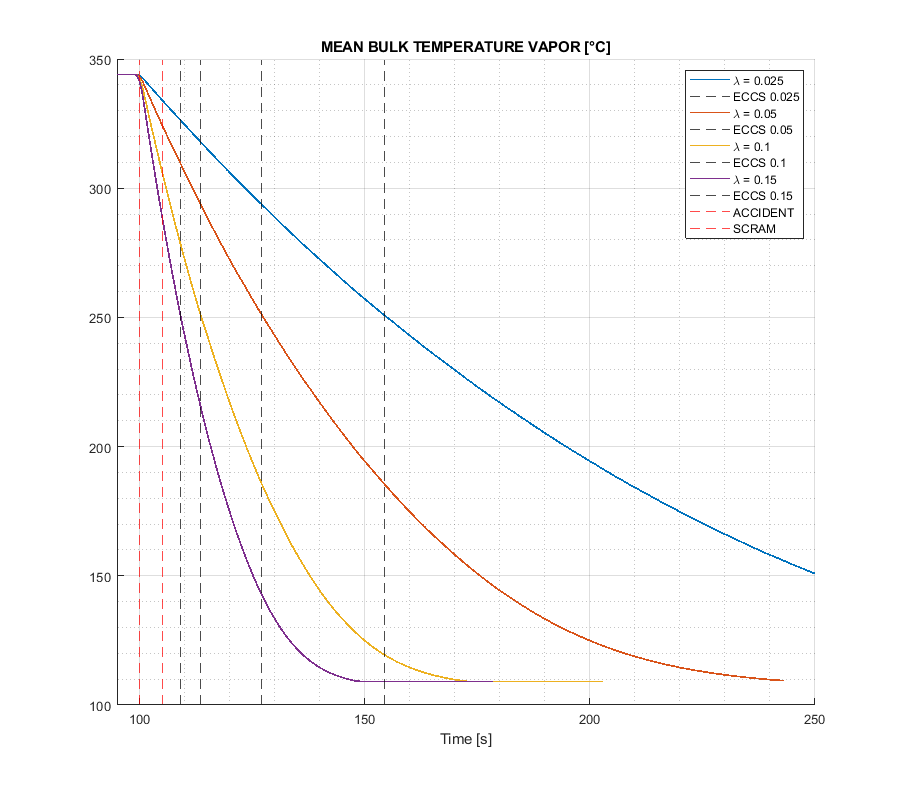 MEAN BULK TEMPERATURE VAPOR [°C]
350
300
250
200
150
100
λ = 0.025
ECCS 0.025
λ = 0.05
ECCS 0.05
λ = 0.1
ECCS 0.1
λ = 0.15
ECCS 0.15
ACCIDENT
SCRAM
100 150 200 250
Time [s]